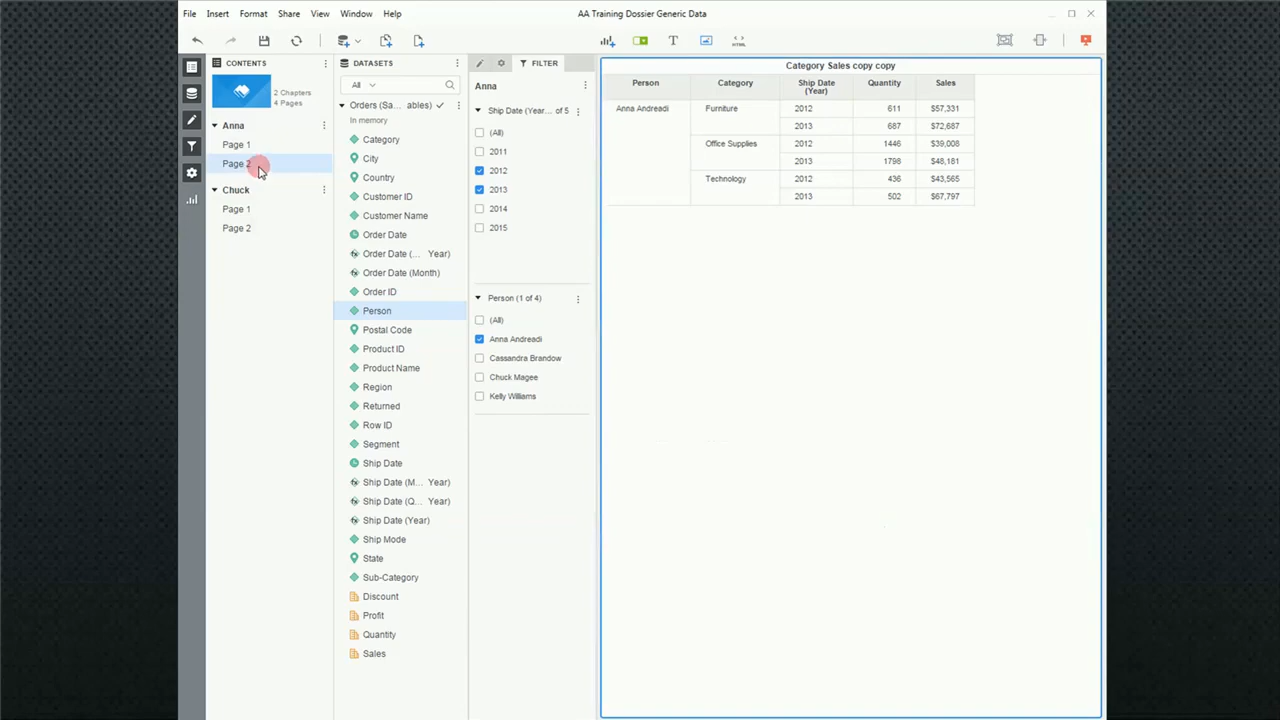 File Insert Format Share View Window Help AA Training Dossier Generic Data
CONTENTS
2 Chapters
4 Pages
Anna
Page 1
Page 2
Chuck
Page 1
Page 2
DATASETS
All
Orders (Sa... ables)
In memory
Category
City
Country
Customer ID
Customer Name
Order Date
Order Date (... Year)
Order Date (Month)
Order ID
Person
Postal Code
Product ID
Product Name
Region
Returned
Row ID
Segment
Ship Date
Ship Date (M... Year)
Ship Date (Q... Year)
Ship Date (Year)
Ship Mode
State
Sub-Category
Discount
Profit
Quantity
Sales
FILTER
Anna
Ship Date (Year... of 5
(All)
2011
2012
2013
2014
2015
Person (1 of 4)
(All)
Anna Andreadi
Cassandra Brandow
Chuck Magee
Kelly Williams
HTML
Category Sales copy copy
Person Category Ship Date (Year) Quantity Sales
Anna Andreadi Furniture 2012 611 $57,331
2013 687 $72,687
Office Supplies 2012 1446 $39,008
2013 1798 $48,181
Technology 2012 436 $43,565
2013 502 $67,797